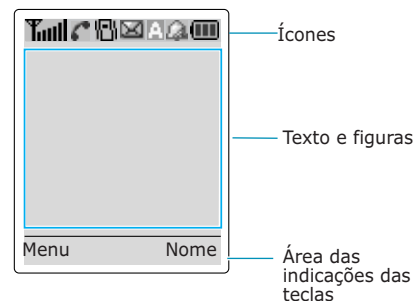 A
Ícones
Texto e figuras
Menu Nome
Área das
indicações das
teclas